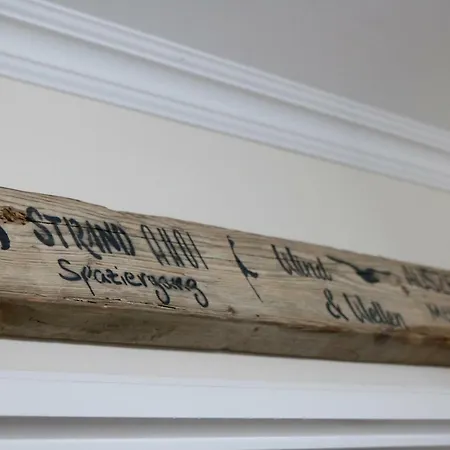 STRAND AHOI
Spaziergang
Wind
& Wellen